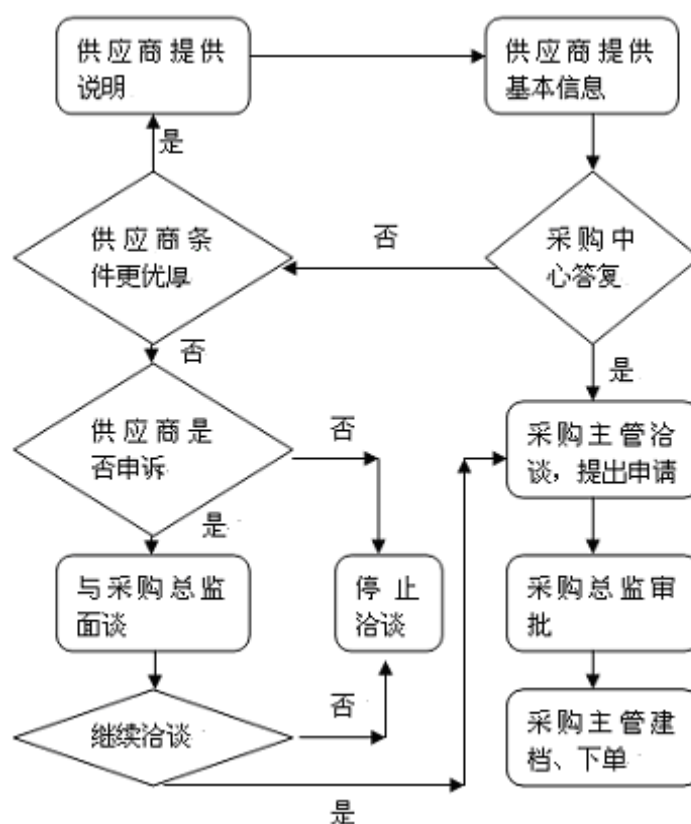 供应商提供
说明
供应商提供
基本信息
是
供应商条
件更优厚
否
采购中
心答复
否
是
供应商是
否申诉
否
采购主管洽
谈，提出申请
是
与采购总监
面谈
停止
洽谈
采购总监审
批
继续洽谈
否
采购主管建
档、下单
是